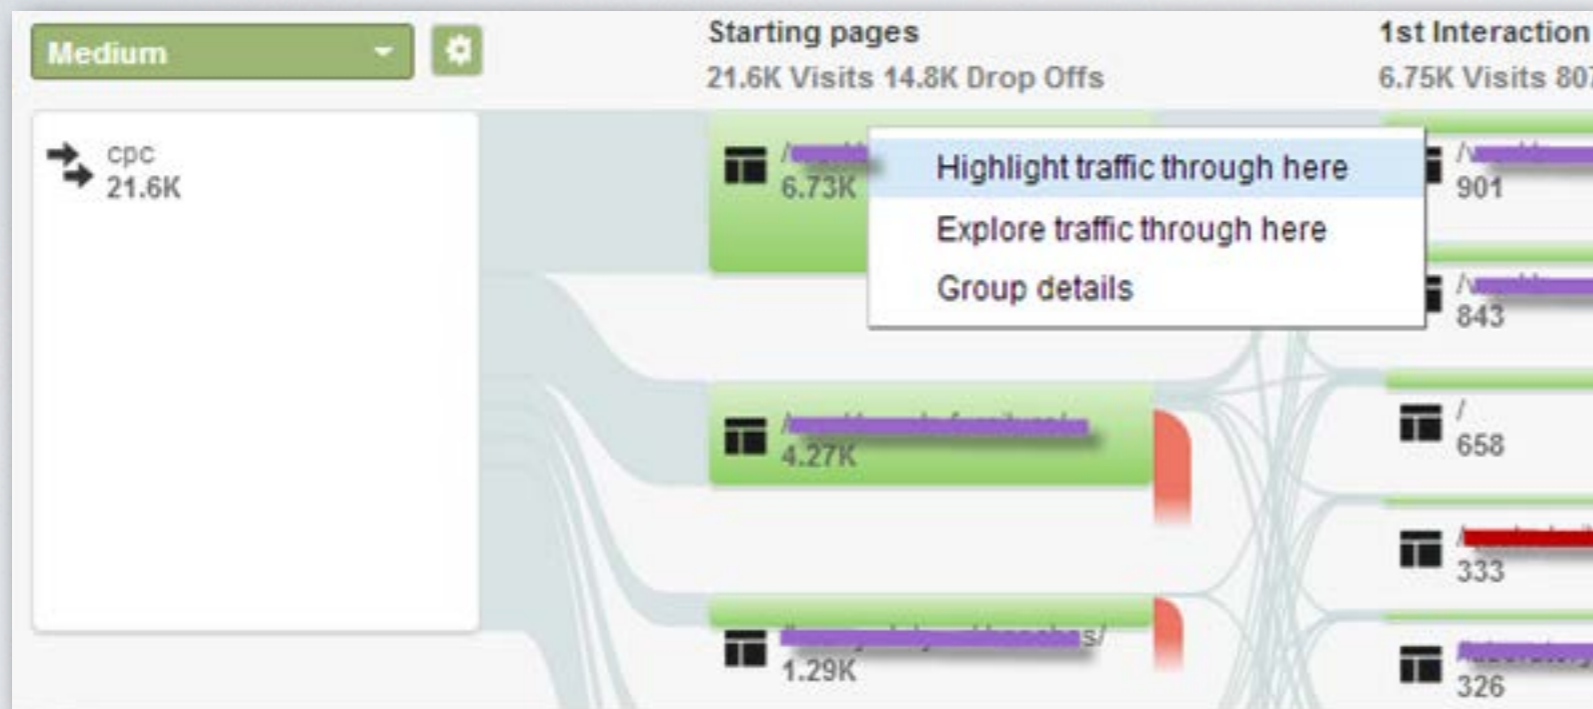 Medium
Starting pages
21.6K Visits 14.8K Drop Offs
1st Interaction
6.75K Visits 807
cpc
21.6K
6.73K
Highlight traffic through here
Explore traffic through here
Group details
901
843
4.27K
/
658
333
1.29K
326